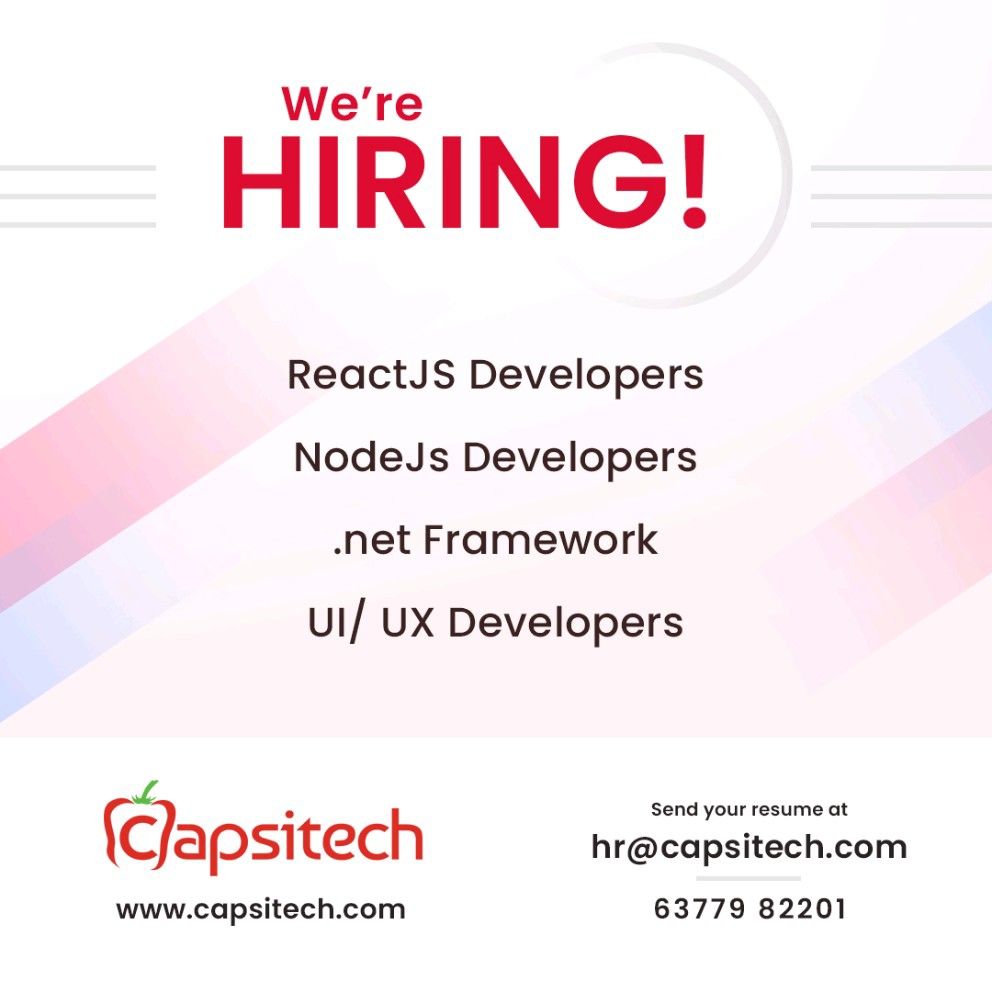 We're
HIRING!
ReactJS Developers
NodeJs Developers
.net Framework
UI/ UX Developers
Capsitech
www.capsitech.com
Send your resume at
hr@capsitech.com
63779 82201